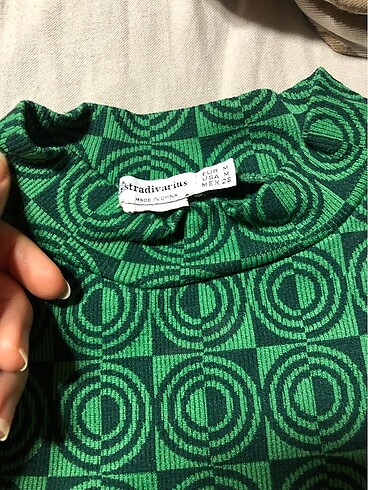 stradivarius
MADE IN CHINA
EUR M
USA M
MEX 28